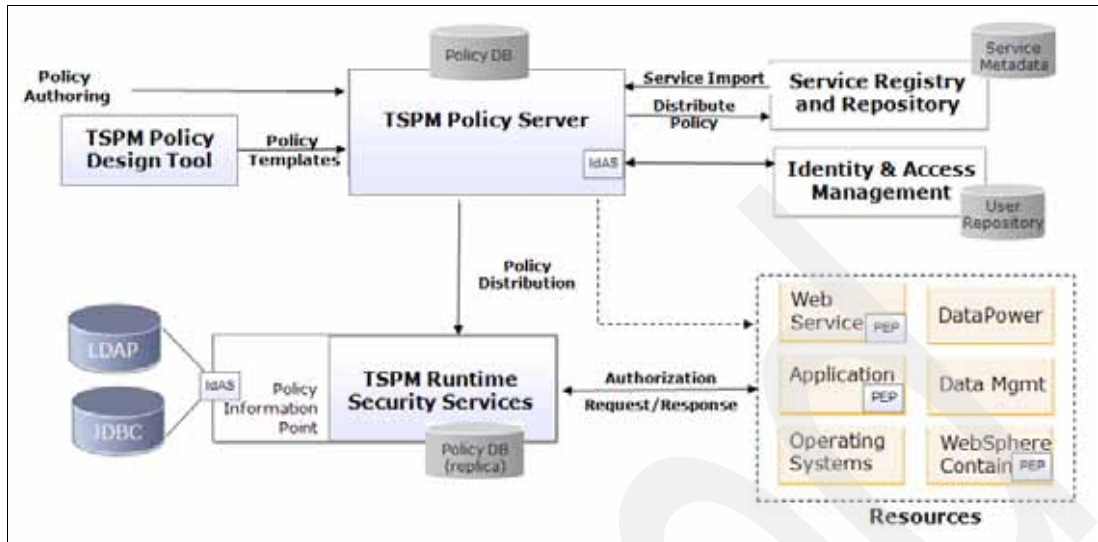 Policy DB
Service
Metadata
Policy
Authoring
TSPM Policy Server
Service Import
Distribute
Policy
Service Registry
and Repository
TSPM Policy
Design Tool
Policy
Templates
IdAS
Identity & Access
Management
User
Repository
Policy
Distribution
LDAP
JDBC
IdAS
Policy
Information
Point
TSPM Runtime
Security Services
Policy DB
(replica)
Authorization
Request/Response
Web
Service
PEP
DataPower
Application
PEP
Data Mgmt
Operating
Systems
WebSphere
Contain
PEP
Resources